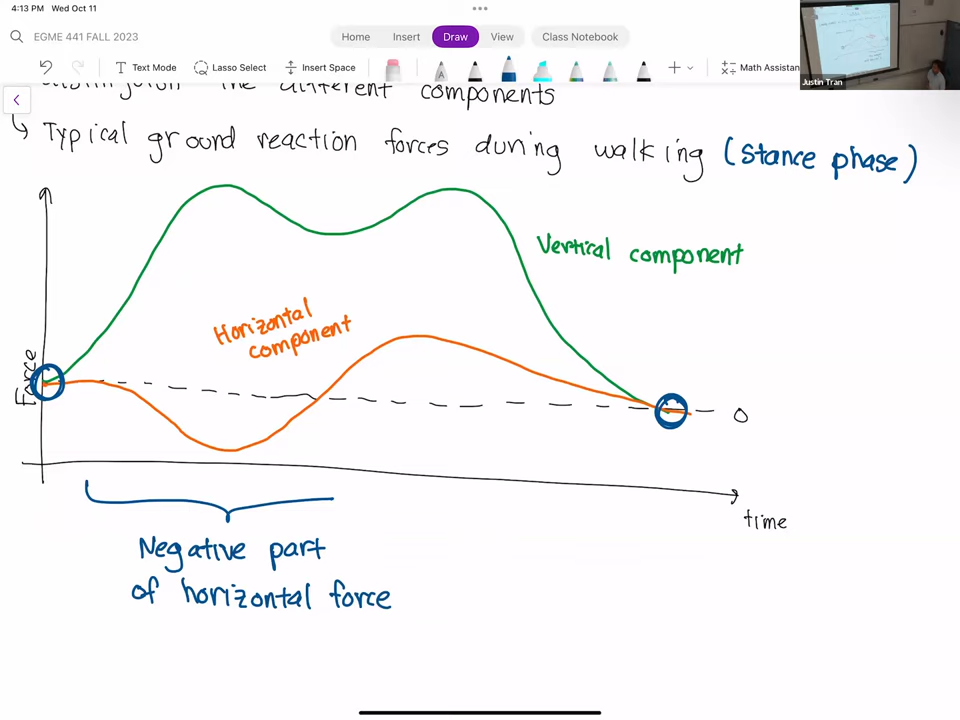 4:13 PM Wed Oct 11
EGME 441 FALL 2023
Home Insert Draw View Class Notebook
Text Mode Lasso Select Insert Space Math Assistan
Justin Tran
the different components
Typical ground reaction forces during walking (stance phase)
Vertical component
Horizontal
component
Force
0
time
Negative part
of horizontal force